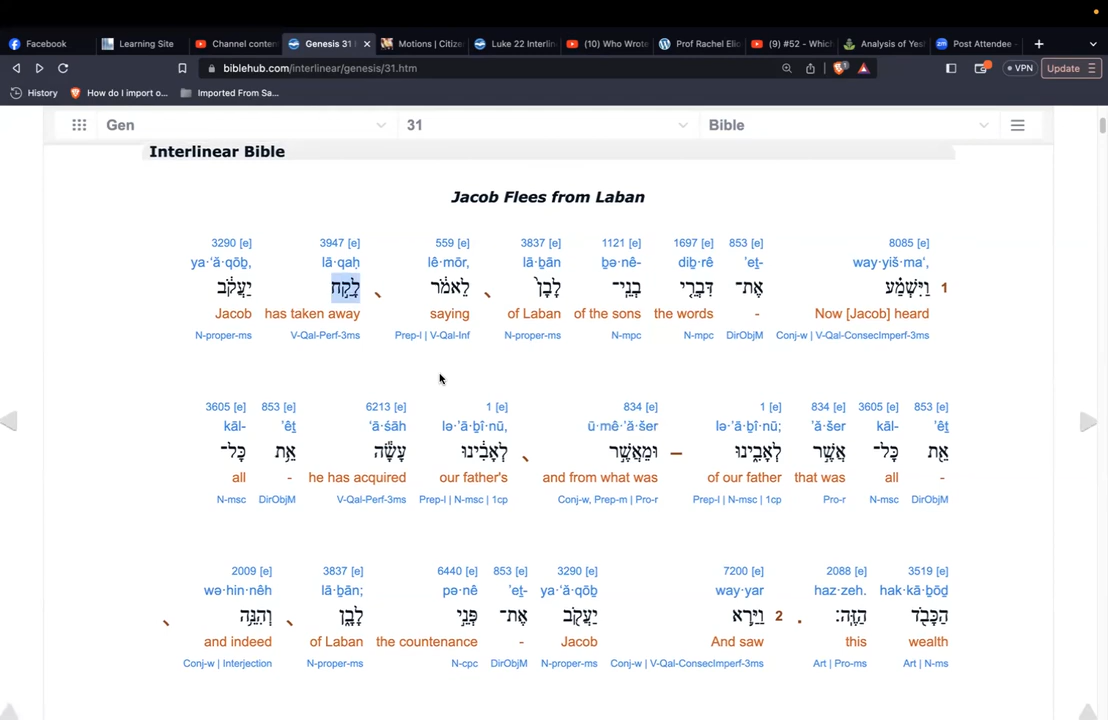 Facebook Learning Site Channel conten Genesis 31 Motions | Citize Luke 22 Interlin (10) Who Wrote Prof Rachel Elio (9) #52 - Which Analysis of Yesh Post Attendee -
biblehub.com/interlinear/genesis/31.htm 1 VPN Update
History How do I import o... Imported From Sa...
Gen 31 Bible
Interlinear Bible
Jacob Flees from Laban
3290 [e] 3947 [e] 559 [e] 3837 [e] 1121 [e] 1697 [e] 853 [e] 8085 [e]
ya·‘ă·qōḇ, lā·qaḥ lê·mōr, lā·ḇān bə·nê- diḇ·rê ’eṯ- way·yiš·ma‘,
1 וַיִּשְׁמַ֗ע אֶת־ דִּבְרֵ֤י בְנֵֽי־ לָבָן֙ לֵאמֹ֔ר 、 לָקַ֣ח 、 יַעֲקֹ֔ב
Jacob has taken away saying of Laban of the sons the words - Now [Jacob] heard
N-proper-ms V-Qal-Perf-3ms Prep-l | V-Qal-Inf N-proper-ms N-mpc N-mpc DirObjM Conj-w | V-Qal-ConsecImperf-3ms
3605 [e] 853 [e] 6213 [e] 1 [e] 834 [e] 1 [e] 834 [e] 3605 [e] 853 [e]
kāl- ’êṯ ‘ā·śāh lə·’ā·ḇî·nū, ū·mê·’ă·šer lə·’ā·ḇî·nū; ’ă·šer kāl- ’êṯ
אֵ֖ת כָּל־ אֲשֶׁ֣ר לְאָבִ֑ינוּ – וּמֵאֲשֶׁ֣ר 、 לְאָבִ֔ינוּ עָשָׂ֕ה אֵ֥ת כָּל־
all - he has acquired our father's and from what was of our father that was all -
N-msc DirObjM V-Qal-Perf-3ms Prep-l | N-msc | 1cp Conj-w, Prep-m | Pro-r Prep-l | N-msc | 1cp Pro-r N-msc DirObjM
2009 [e] 3837 [e] 6440 [e] 853 [e] 3290 [e] 7200 [e] 2088 [e] 3519 [e]
wə·hin·nêh lā·ḇān; pə·nê ’eṯ- ya·‘ă·qōḇ way·yar haz·zeh. hak·kā·ḇōḏ
הַכָּבֹ֖ד הַזֶּֽה׃ . 2 וַיַּ֥רְא יַעֲקֹ֖ב אֶת־ פְּנֵ֣י לָבָ֑ן 、 וְהִנֵּ֥ה 、
and indeed of Laban the countenance - Jacob And saw this wealth
Conj-w | Interjection N-proper-ms N-cpc DirObjM N-proper-ms Conj-w | V-Qal-ConsecImperf-3ms Art | Pro-ms Art | N-ms